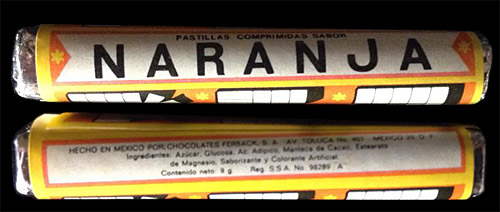 PASTILLAS COMPRIMIDAS SABOR
NARANJA
HECHO EN MEXICO POR: CHOCOLATES FERBACK, S. A. AV. TOLUCA No. MEXICO 20, D. F.
Ingredientes: Azúcar, Glucosa, Ac. Adípico, Manteca de Cacao, Estearato
de Magnesio, Saborizante y Colorante Artificial.
Contenido neto 9 g. Reg. S.S.A. No. 98289 A